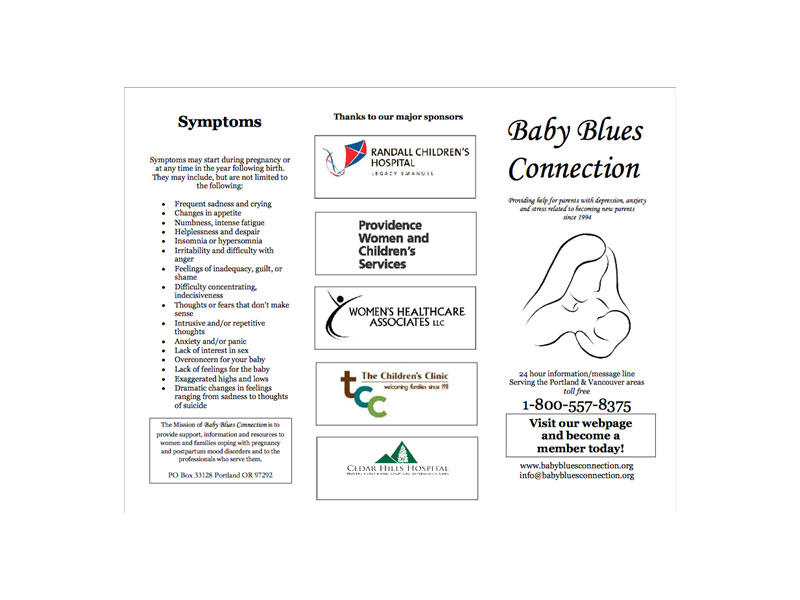 Symptoms
Symptoms may start during pregnancy or
at any time in the year following birth.
They may include, but are not limited to
the following:
• Frequent sadness and crying
• Changes in appetite
• Numbness, intense fatigue
• Helplessness and despair
• Insomnia or hypersomnia
• Irritability and difficulty with
anger
• Feelings of inadequacy, guilt, or
shame
• Difficulty concentrating,
indecisiveness
• Thoughts or fears that don't make
sense
• Intrusive and/or repetitive
thoughts
• Anxiety and/or panic
• Lack of interest in sex
• Overconcern for your baby
• Lack of feelings for the baby
• Exaggerated highs and lows
• Dramatic changes in feelings
ranging from sadness to thoughts
of suicide
The Mission of Baby Blues Connection is to
provide support, information and resources to
women and families coping with pregnancy
and postpartum mood disorders and to the
professionals who serve them.
PO Box 33128 Portland OR 97292
Thanks to our major sponsors
RANDALL CHILDREN'S
HOSPITAL
LEGACY EMANUEL
Providence
Women and
Children's
Services
WOMEN'S HEALTHCARE
ASSOCIATES LLC
The Children's Clinic
welcoming families since 1911
tcc
CEDAR HILLS HOSPITAL
Baby Blues
Connection
Providing help for parents with depression, anxiety
and stress related to becoming new parents
since 1994
24 hour information/message line
Serving the Portland & Vancouver areas
toll free
1-800-557-8375
Visit our webpage
and become a
member today!
www.babybluesconnection.org
info@babybluesconnection.org